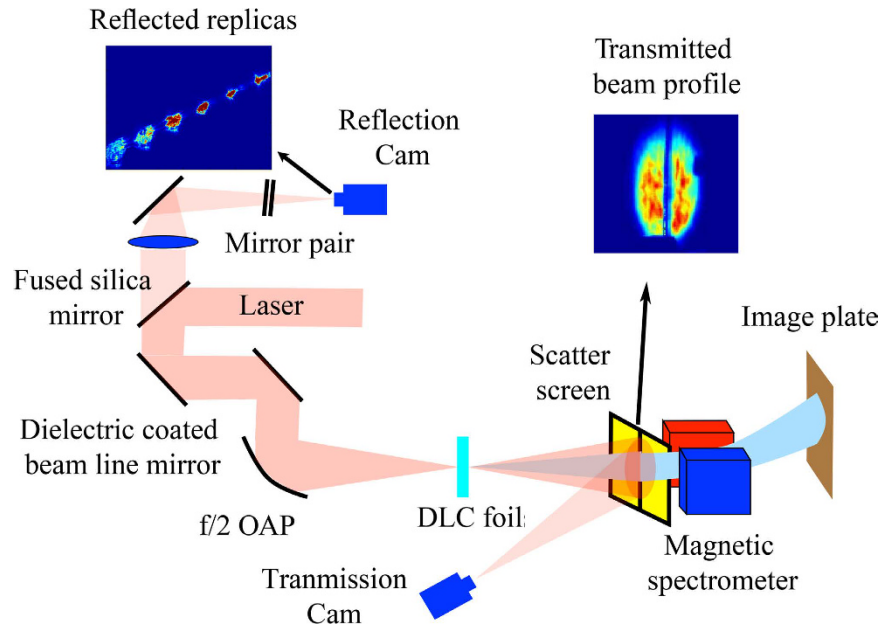 Reflected replicas
Transmitted
beam profile
Reflection
Cam
Mirror pair
Fused silica
mirror
Laser
Image plate
Scatter
screen
Dielectric coated
beam line mirror
f/2 OAP
DLC foils
Magnetic
spectrometer
Tranmission
Cam